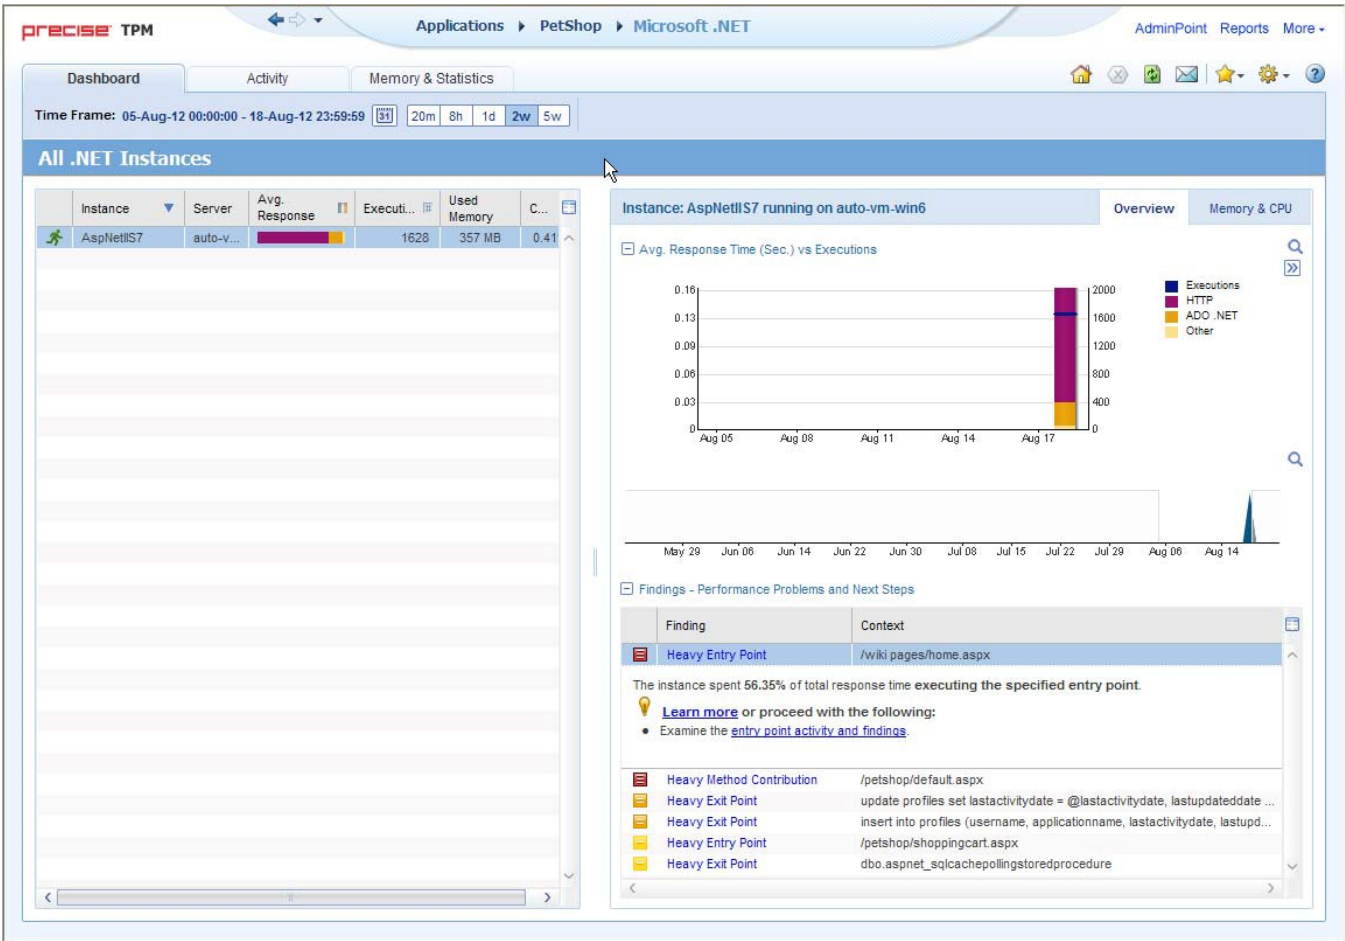 precise TPM
Applications PetShop Microsoft .NET
AdminPoint Reports More
Dashboard Activity Memory & Statistics
Time Frame: 05-Aug-12 00:00:00 - 18-Aug-12 23:59:59 31 20m 8h 1d 2w 5w
All .NET Instances
Instance Server Avg. Response Executi... Used Memory C...
AspNetIIS7 auto-v... 1628 357 MB 0.41
Instance: AspNetIIS7 running on auto-vm-win6 Overview Memory & CPU
Avg. Response Time (Sec.) vs Executions
0.16 2000
0.13 1600
0.09 1200
0.06 800
0.03 400
0 0
Aug 05 Aug 08 Aug 11 Aug 14 Aug 17
Executions
HTTP
ADO .NET
Other
May 29 Jun 06 Jun 14 Jun 22 Jun 30 Jul 08 Jul 15 Jul 22 Jul 29 Aug 06 Aug 14
Findings - Performance Problems and Next Steps
Finding Context
Heavy Entry Point /wiki pages/home.aspx
The instance spent 56.35% of total response time executing the specified entry point.
Learn more or proceed with the following:
• Examine the entry point activity and findings.
Heavy Method Contribution /petshop/default.aspx
Heavy Exit Point update profiles set lastactivitydate = @lastactivitydate, lastupdateddate ...
Heavy Exit Point insert into profiles (username, applicationname, lastactivitydate, lastupd...
Heavy Entry Point /petshop/shoppingcart.aspx
Heavy Exit Point dbo.aspnet_sqlcachepollingstoredprocedure